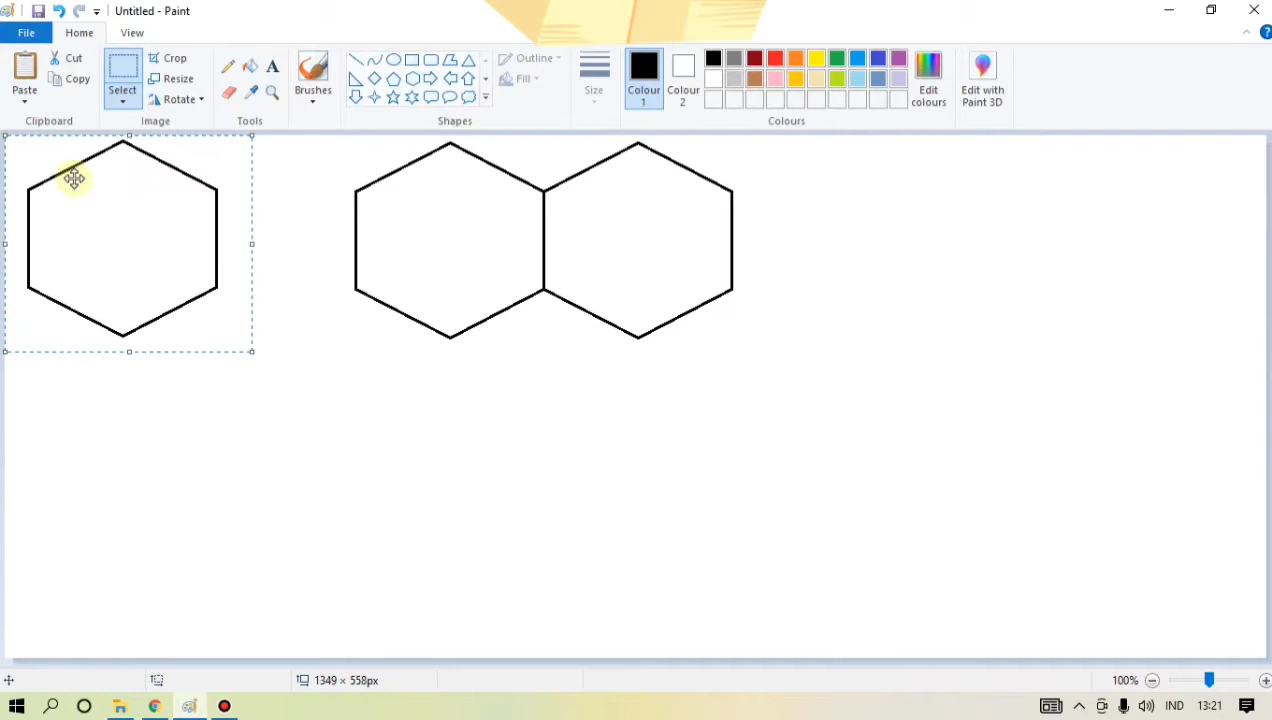 Untitled - Paint
File
Home
View
Paste
Cut
Copy
Clipboard
Select
Crop
Resize
Rotate
Image
A
Tools
Brushes
Outline
Fill
Shapes
Size
Colour
1
Colour
2
Edit
colours
Colours
Edit with
Paint 3D
1349 × 558px
100%
IND
13:21